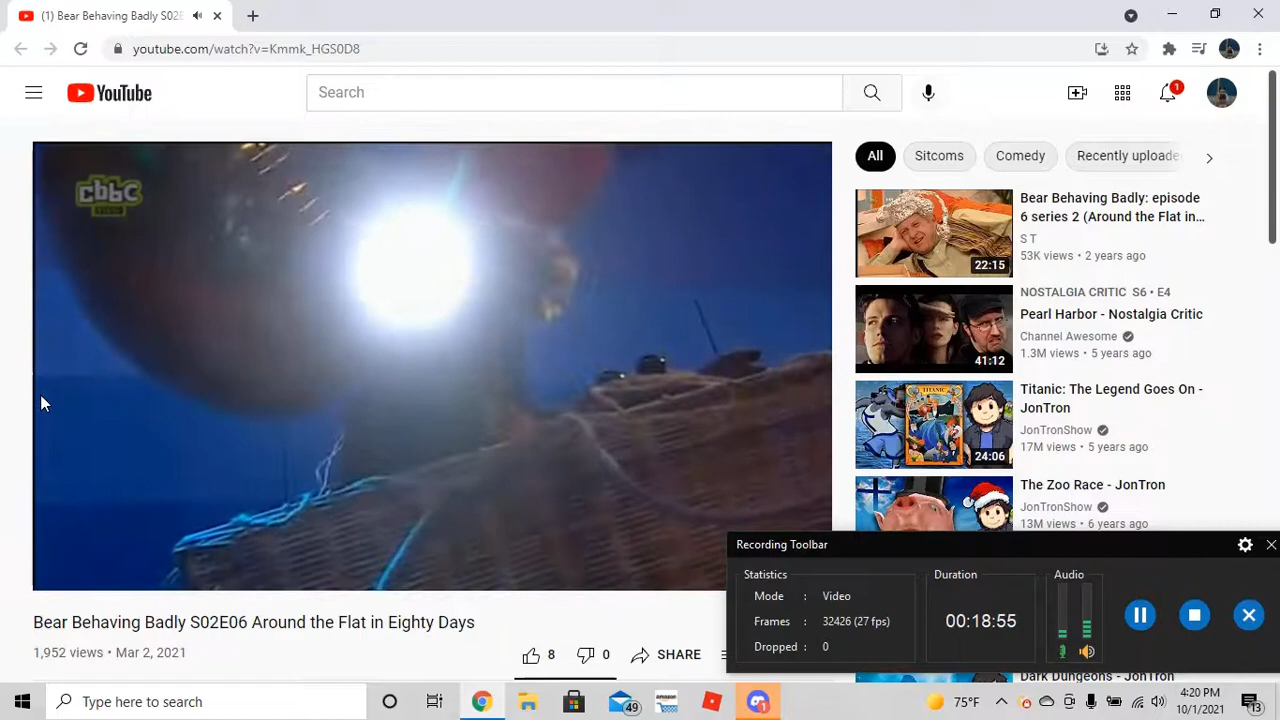 (1) Bear Behaving Badly S02E
youtube.com/watch?v=Kmmk_HGS0D8
YouTube
Search
1
cbbc
All
Sitcoms
Comedy
Recently uploade
Bear Behaving Badly: episode
6 series 2 (Around the Flat in...
S T
53K views • 2 years ago
22:15
NOSTALGIA CRITIC S6 • E4
Pearl Harbor - Nostalgia Critic
Channel Awesome
1.3M views • 5 years ago
41:12
Titanic: The Legend Goes On -
JonTron
JonTronShow
17M views • 5 years ago
TITANIC
24:06
The Zoo Race - JonTron
JonTronShow
13M views • 6 years ago
Recording Toolbar
Statistics
Duration
Audio
Mode : Video
Frames : 32426 (27 fps)
Dropped : 0
00:18:55
Bear Behaving Badly S02E06 Around the Flat in Eighty Days
1,952 views • Mar 2, 2021
8
0
SHARE
Dark Dungeons - JonTron
Type here to search
49
1
75°F
4:20 PM
10/1/2021
13